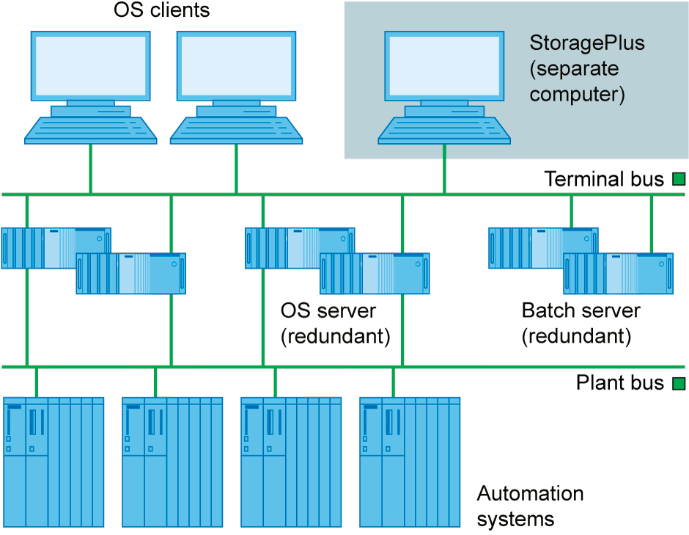 OS clients
StoragePlus
(separate
computer)
Terminal bus
OS server
(redundant)
Batch server
(redundant)
Plant bus
Automation
systems